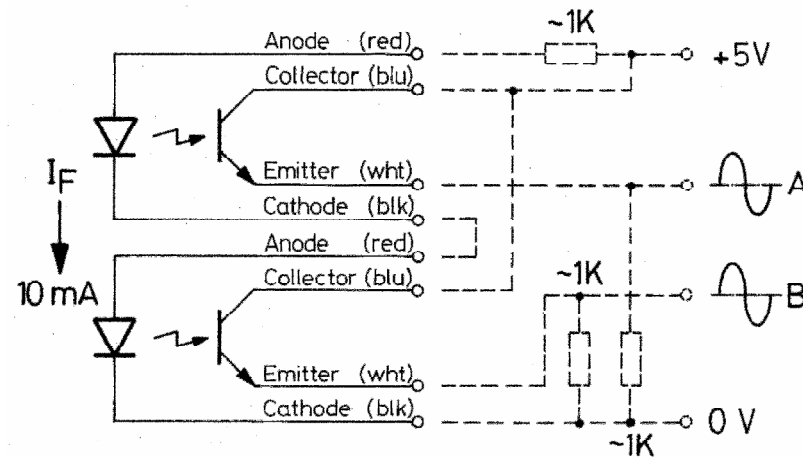 Anode (red)
~1K
+5V
Collector (blu)
Emitter (wht)
A
Cathode (blk)
I_F
Anode (red)
Collector (blu)
10 mA
~1K
B
Emitter (wht)
Cathode (blk)
0 V
~1K